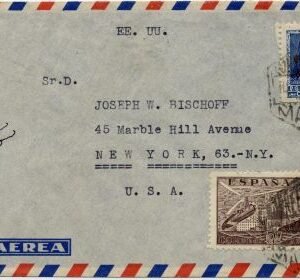 EE. UU.
Sr.D.
JOSEPH W. BISCHOFF
45 Marble Hill Avenue
NEW YORK, 63.-N.Y.
U. S. A.
ESPAÑA
AEREA